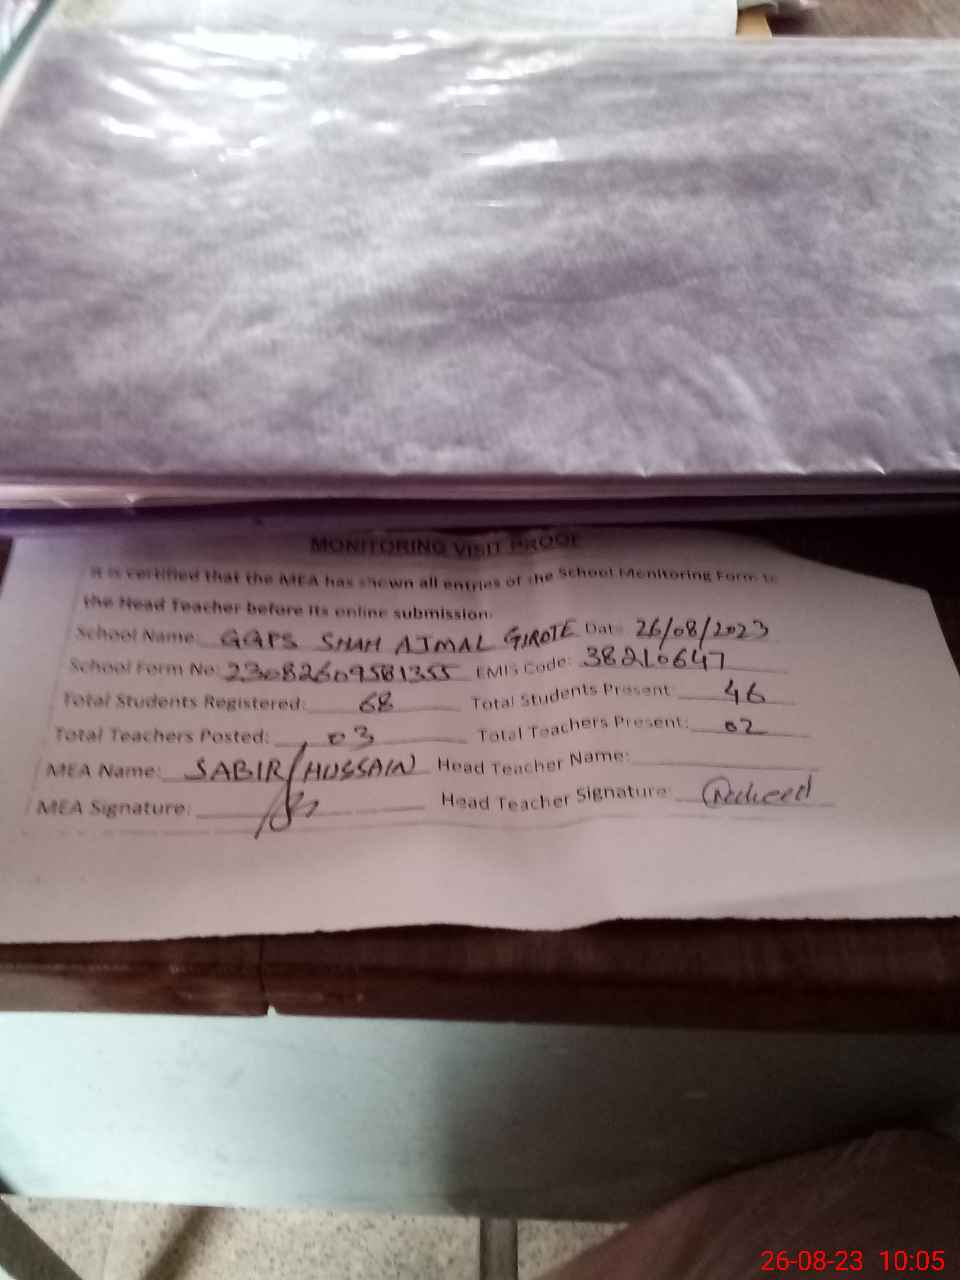 MONITORING VISIT PROOF
It is certified that the MEA has shown all entries of the School Monitoring Form to
the Head Teacher before its online submission.
School Name: GGPS SHAH AJMAL GIROTE Date: 26/08/2023
School Form No: 23082609581355 EMIS Code: 38210647
Total Students Registered: 68 Total Students Present: 46
Total Teachers Posted: 03 Total Teachers Present: 02
MEA Name: SABIR HUSSAIN Head Teacher Name:
MEA Signature: Head Teacher Signature:
26-08-23 10:05